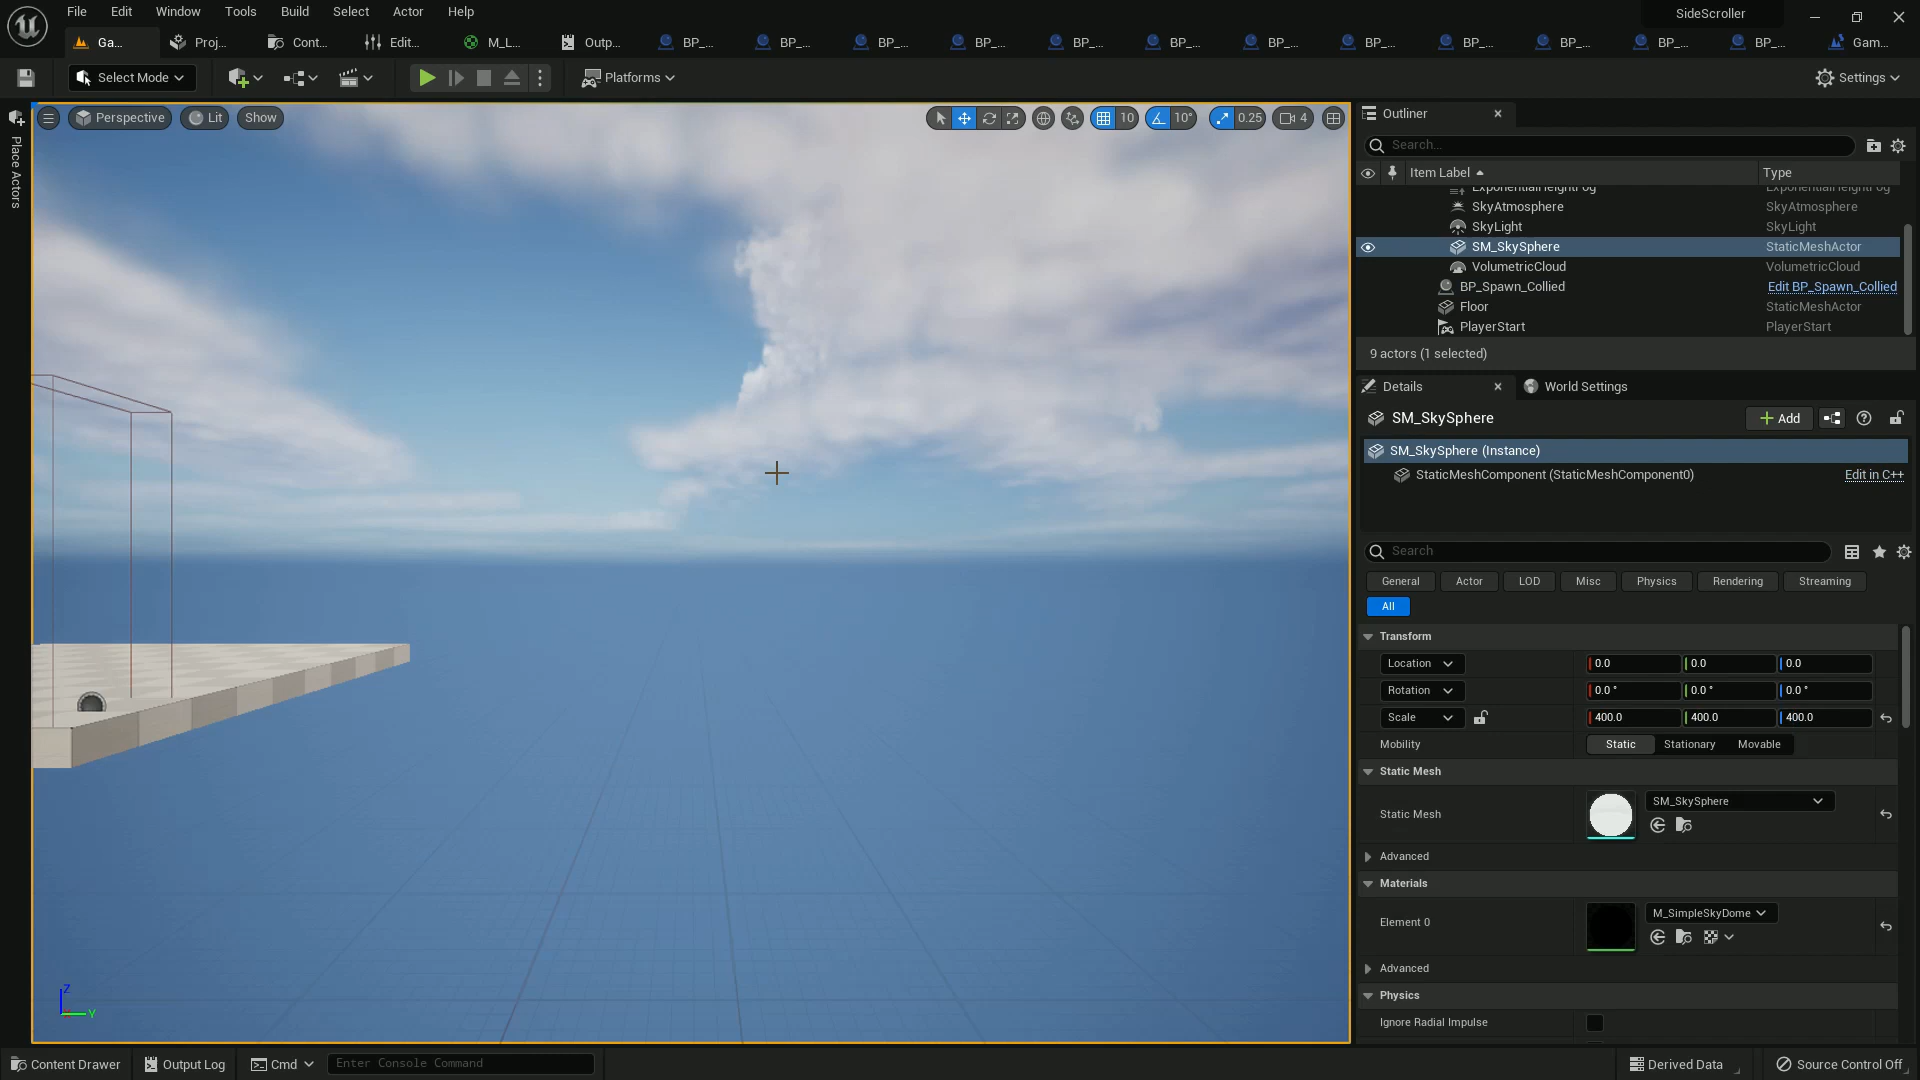 File Edit Window Tools Build Select Actor Help SideScroller
Ga... Proj... Cont... Edit... M_L... Outp... BP_... BP_... BP_... BP_... BP_... BP_... BP_... BP_... BP_... BP_... BP_... BP_... Gam...
Select Mode Platforms Settings
Place Actors
Perspective Lit Show 10 10° 0.25 4
Outliner
Search...
Item Label Type
ExponentialHeightFog ExponentialHeightFog
SkyAtmosphere SkyAtmosphere
SkyLight SkyLight
SM_SkySphere StaticMeshActor
VolumetricCloud VolumetricCloud
BP_Spawn_Collied Edit BP_Spawn_Collied
Floor StaticMeshActor
PlayerStart PlayerStart
9 actors (1 selected)
Details World Settings
SM_SkySphere Add
SM_SkySphere (Instance)
StaticMeshComponent (StaticMeshComponent0) Edit in C++
Search
General Actor LOD Misc Physics Rendering Streaming
All
Transform
Location 0.0 0.0 0.0
Rotation 0.0 ° 0.0 ° 0.0 °
Scale 400.0 400.0 400.0
Mobility Static Stationary Movable
Static Mesh
Static Mesh SM_SkySphere
Advanced
Materials
Element 0 M_SimpleSkyDome
Advanced
Physics
Ignore Radial Impulse
Z
Y
Content Drawer Output Log Cmd Enter Console Command Derived Data Source Control Off